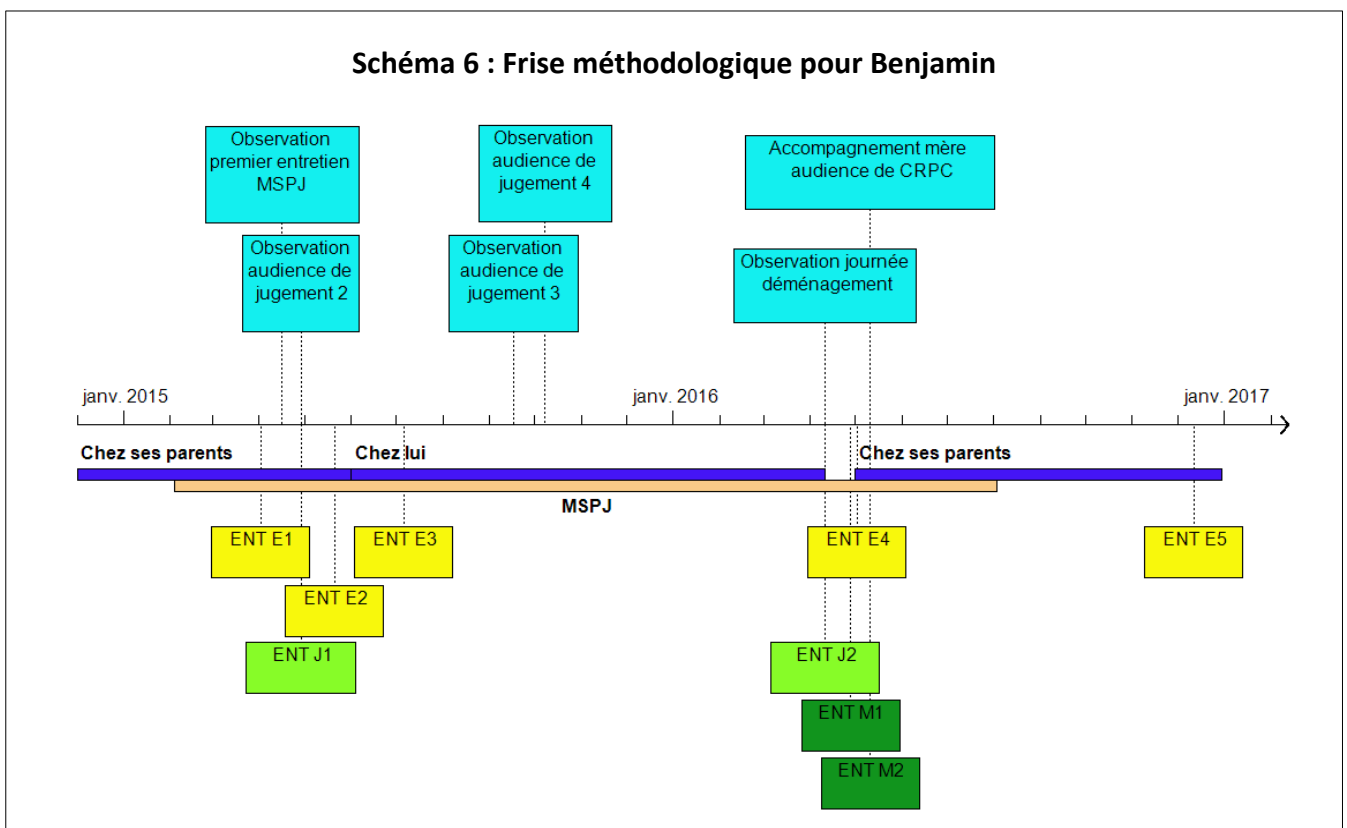 Schéma 6 : Frise méthodologique pour Benjamin
Observation
premier entretien
MSPJ
Observation
audience de
jugement 4
Accompagnement mère
audience de CRPC
Observation
audience de
jugement 2
Observation
audience de
jugement 3
Observation journée
déménagement
janv. 2015
janv. 2016
janv. 2017
Chez ses parents
Chez lui
Chez ses parents
MSPJ
ENT E1
ENT E3
ENT E4
ENT E5
ENT E2
ENT J1
ENT J2
ENT M1
ENT M2